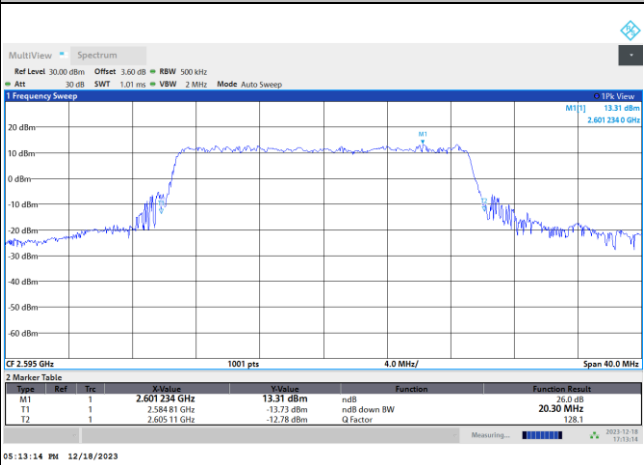 MultiView Spectrum
Ref Level 30.00 dBm Offset 3.60 dB RBW 500 kHz
Att 30 dB SWT 1.01 ms VBW 2 MHz Mode Auto Sweep
1 Frequency Sweep 1Pk View
M1[1] 13.31 dBm
2.601 234 0 GHz
M1
20 dBm
10 dBm
0 dBm
-10 dBm
T1
T2
-20 dBm
-30 dBm
-40 dBm
-50 dBm
-60 dBm
CF 2.595 GHz 1001 pts 4.0 MHz/ Span 40.0 MHz
2 Marker Table
Type Ref Trc X-Value Y-Value Function Function Result
M1 1 2.601 234 GHz 13.31 dBm ndB 26.0 dB
T1 1 2.584 81 GHz -13.73 dBm ndB down BW 20.30 MHz
T2 1 2.605 11 GHz -12.78 dBm Q Factor 128.1
Measuring... 2023-12-18
17:13:14
05:13:14 PM 12/18/2023